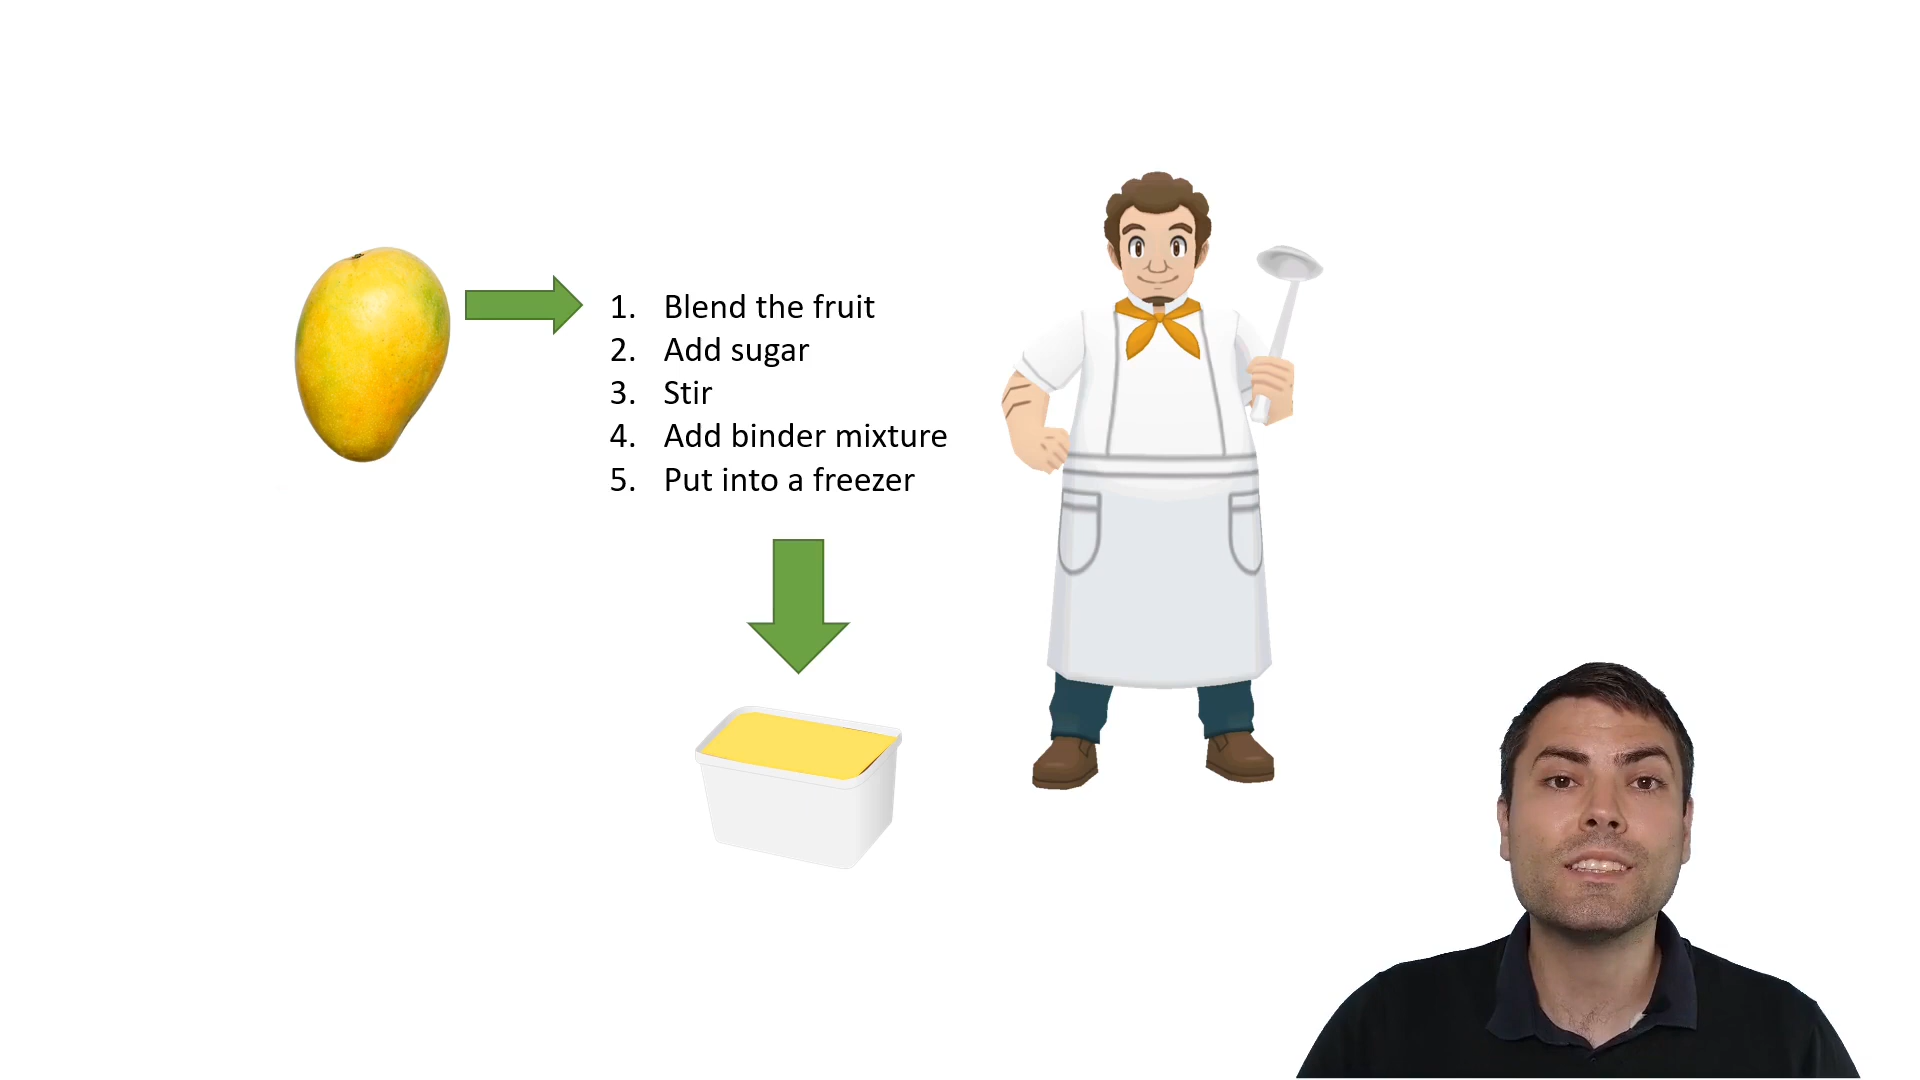 1. Blend the fruit
2. Add sugar
3. Stir
4. Add binder mixture
5. Put into a freezer